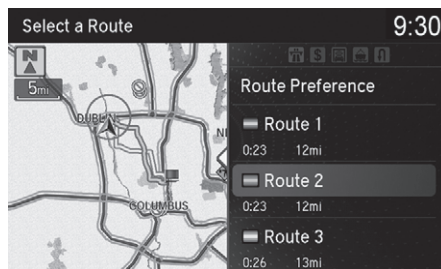 Select a Route
9:30
N
5mi
DUBLIN
NE
COLUMBUS
Route Preference
Route 1
0:23 12mi
Route 2
0:23 12mi
Route 3
0:26 13mi